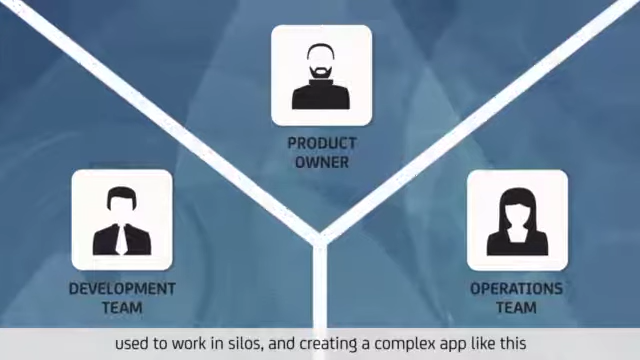 PRODUCT
OWNER
DEVELOPMENT
TEAM
OPERATIONS
TEAM
used to work in silos, and creating a complex app like this